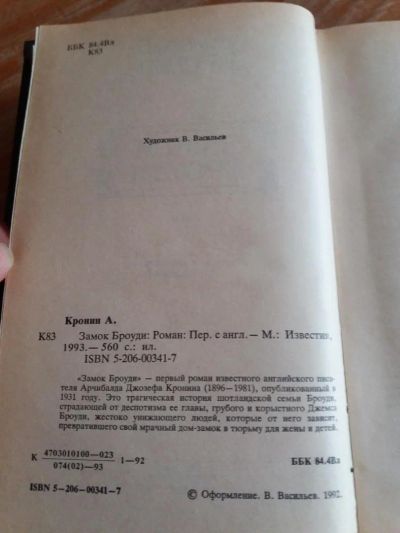 ББК 84.4Вл
К83
Художник В. Васильев
Кронин А.
К83 Замок Броуди: Роман: Пер. с англ. — М.: Известия,
1993.— 560 с.: ил.
ISBN 5-206-00341-7
«Замок Броуди» — первый роман известного английского писа-
теля Арчибалда Джозефа Кронина (1896—1981), опубликованный в
1931 году. Это трагическая история шотландской семьи Броуди,
страдающей от деспотизма ее главы, грубого и корыстного Джемса
Броуди, жестоко унижающего людей, которые от него зависят,
превратившего свой мрачный дом-замок в тюрьму для жены и детей.
К 4703010100—023
074(02)—93 1—92 ББК 84.4Вл
ISBN 5—206—00341—7
© Оформление. В. Васильев. 1992.